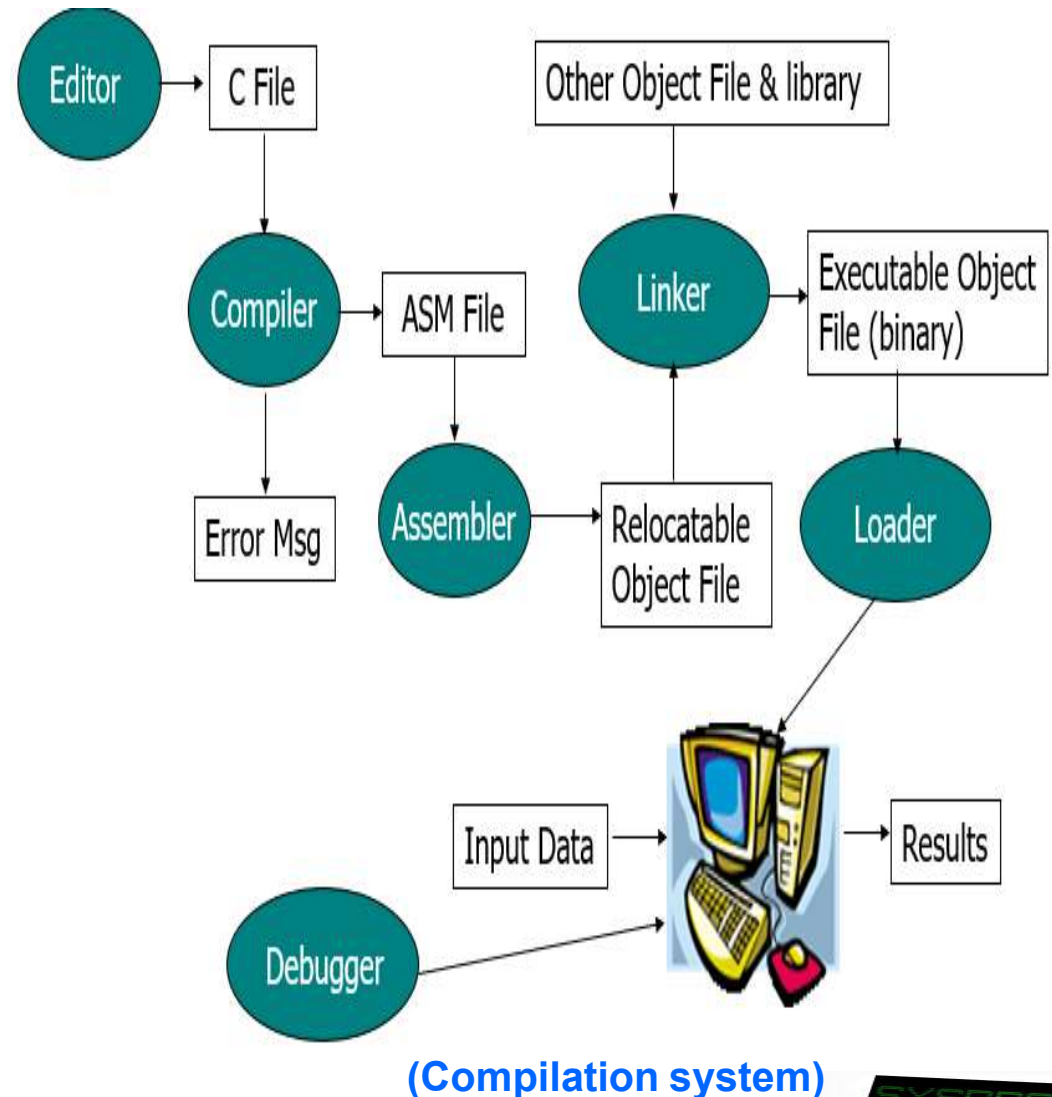 Editor
C File
Other Object File & library
Compiler
ASM File
Linker
Executable Object
File (binary)
Error Msg
Assembler
Relocatable
Object File
Loader
Input Data
Results
Debugger
(Compilation system)